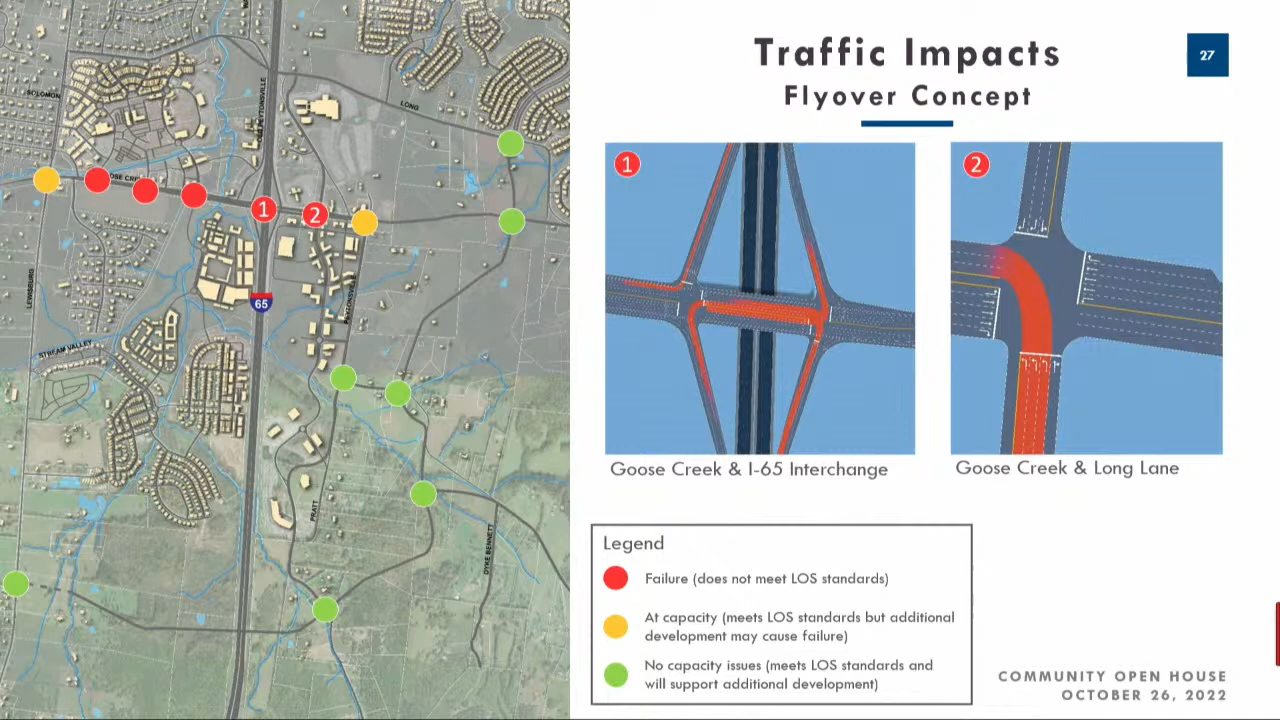 Traffic Impacts
Flyover Concept
27
SOLOMON
LONG
LEWISBURG
STREAM VALLEY
65
PRATT
DYKE BENNETT
1
2
1
2
Goose Creek & I-65 Interchange
Goose Creek & Long Lane
Legend
Failure (does not meet LOS standards)
At capacity (meets LOS standards but additional
development may cause failure)
No capacity issues (meets LOS standards and
will support additional development)
COMMUNITY OPEN HOUSE
OCTOBER 26, 2022